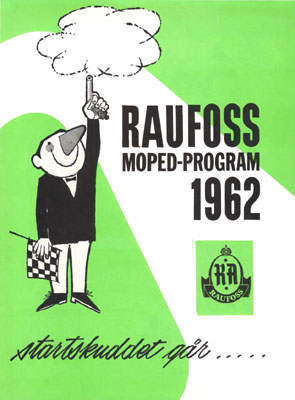 RAUFOSS
MOPED-PROGRAM
1962
RA
RAUFOSS
startskuddet går.....